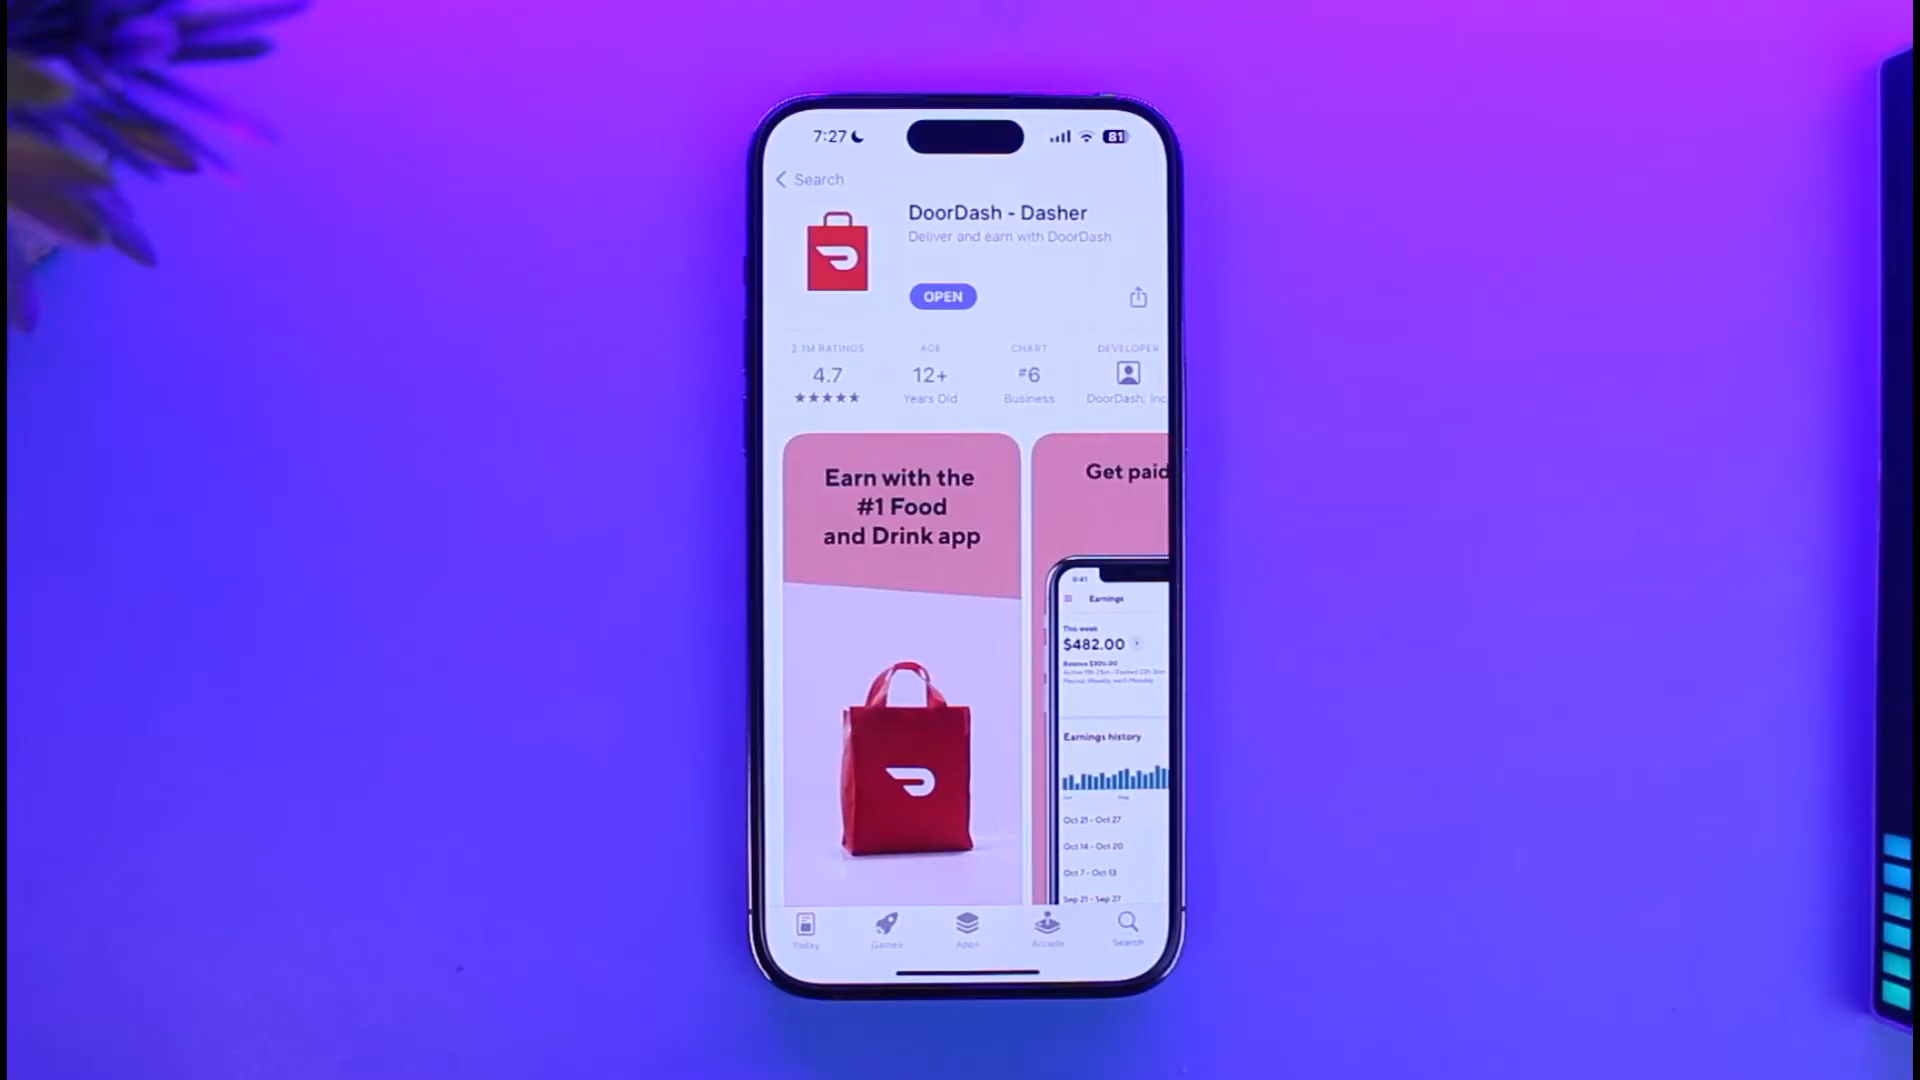 7:27
81
Search
DoorDash - Dasher
Deliver and earn with DoorDash
OPEN
2.1M RATINGS
AGE
CHART
DEVELOPER
4.7
12+
#6
Years Old
Business
DoorDash, Inc
Earn with the
#1 Food
and Drink app
Get paid
9:41
Earnings
This week
$482.00
Earnings history
Oct 21 - Oct 27
Oct 14 - Oct 20
Oct 7 - Oct 13
Sep 21 - Sep 27
Today
Games
Apps
Arcade
Search